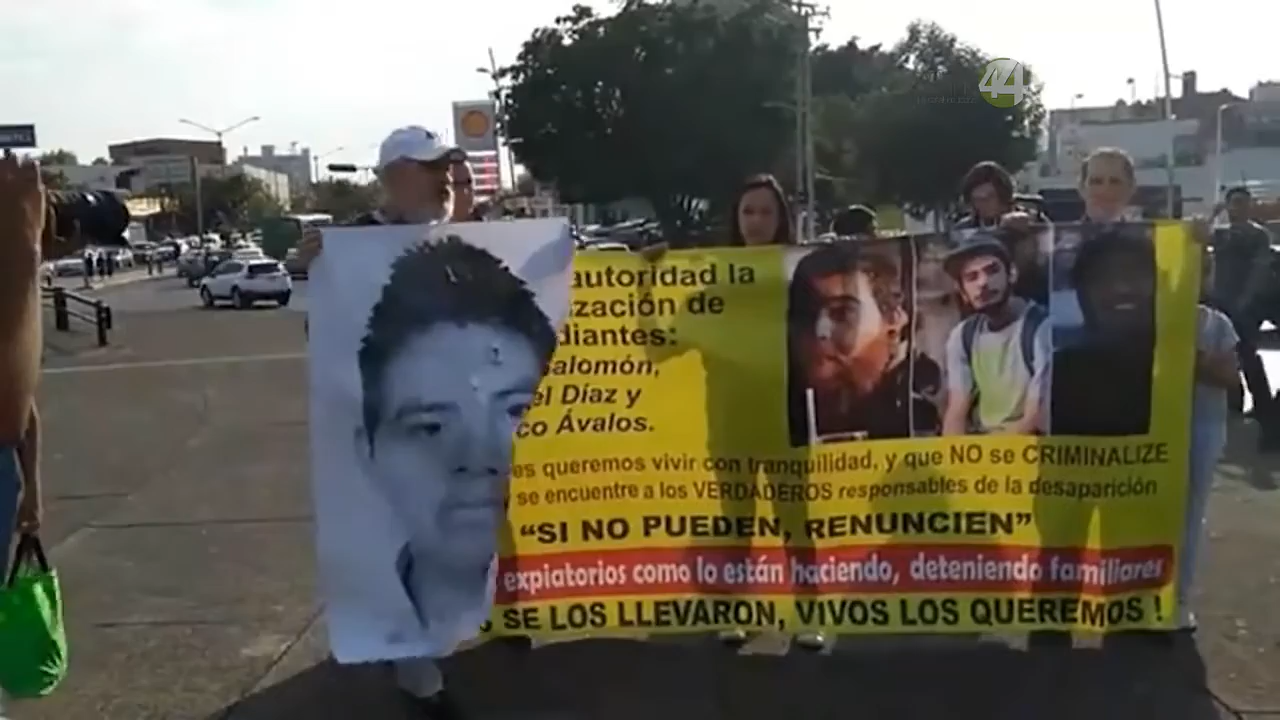 44
autoridad la
ización de
diantes:
Salomón,
el Díaz y
co Ávalos.
es queremos vivir con tranquilidad, y que NO se CRIMINALIZE
y se encuentre a los VERDADEROS responsables de la desaparición
“SI NO PUEDEN, RENUNCIEN”
expiatorios como lo están haciendo, deteniendo familiares
SE LOS LLEVARON, VIVOS LOS QUEREMOS !